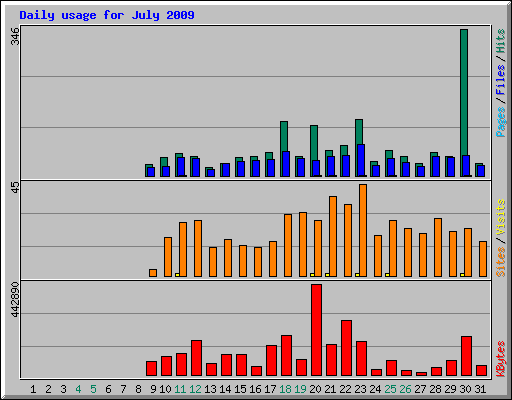 Daily usage for July 2009
346
Pages / Files / Hits
45
Sites / Visits
442890
KBytes
1 2 3 4 5 6 7 8 9 10 11 12 13 14 15 16 17 18 19 20 21 22 23 24 25 26 27 28 29 30 31